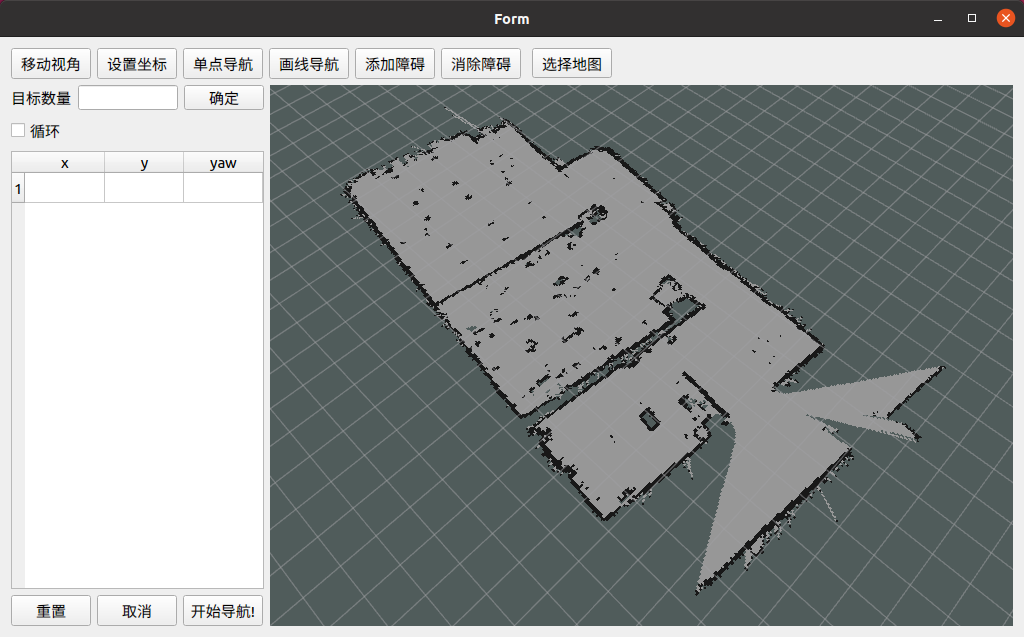 Form
移动视角 设置坐标 单点导航 画线导航 添加障碍 消除障碍 选择地图
目标数量 确定
循环
x y yaw
1
重置 取消 开始导航!